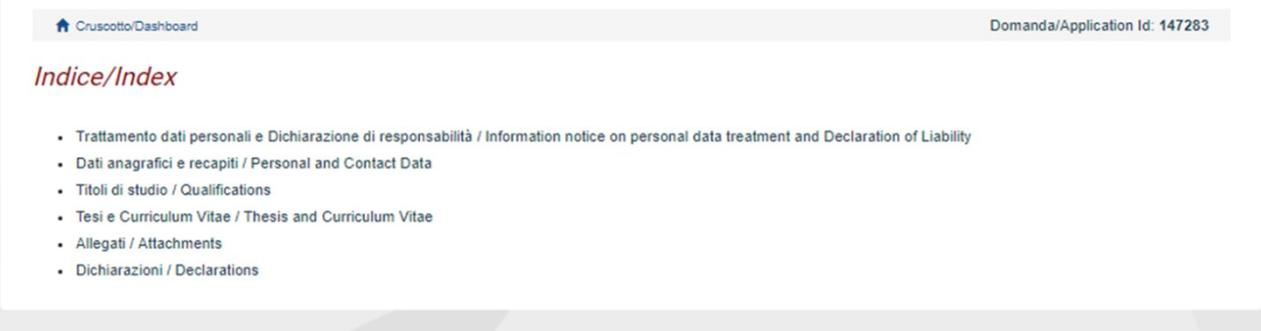 Cruscotto/Dashboard
Domanda/Application Id: 147283
Indice/Index
Trattamento dati personali e Dichiarazione di responsabilità / Information notice on personal data treatment and Declaration of Liability
Dati anagrafici e recapiti / Personal and Contact Data
Titoli di studio / Qualifications
Tesi e Curriculum Vitae / Thesis and Curriculum Vitae
Allegati / Attachments
Dichiarazioni / Declarations